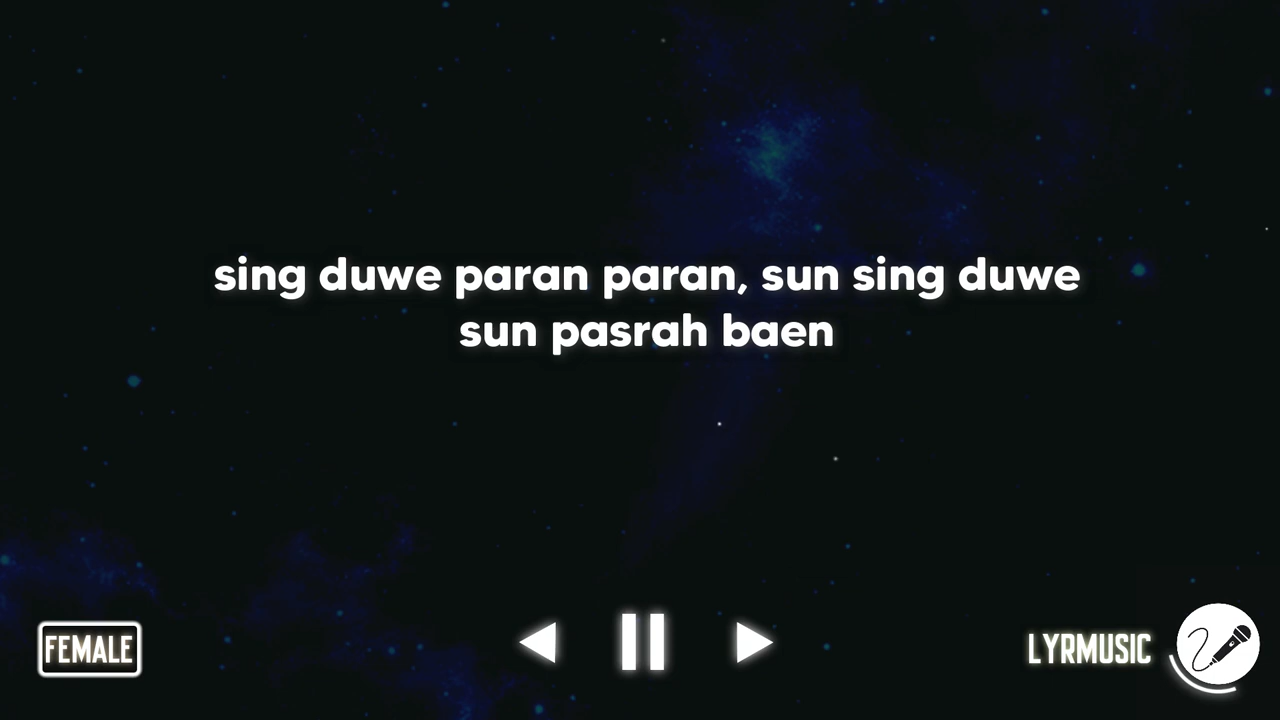 sing duwe paran paran, sun sing duwe
sun pasrah baen
FEMALE
LYRMUSIC